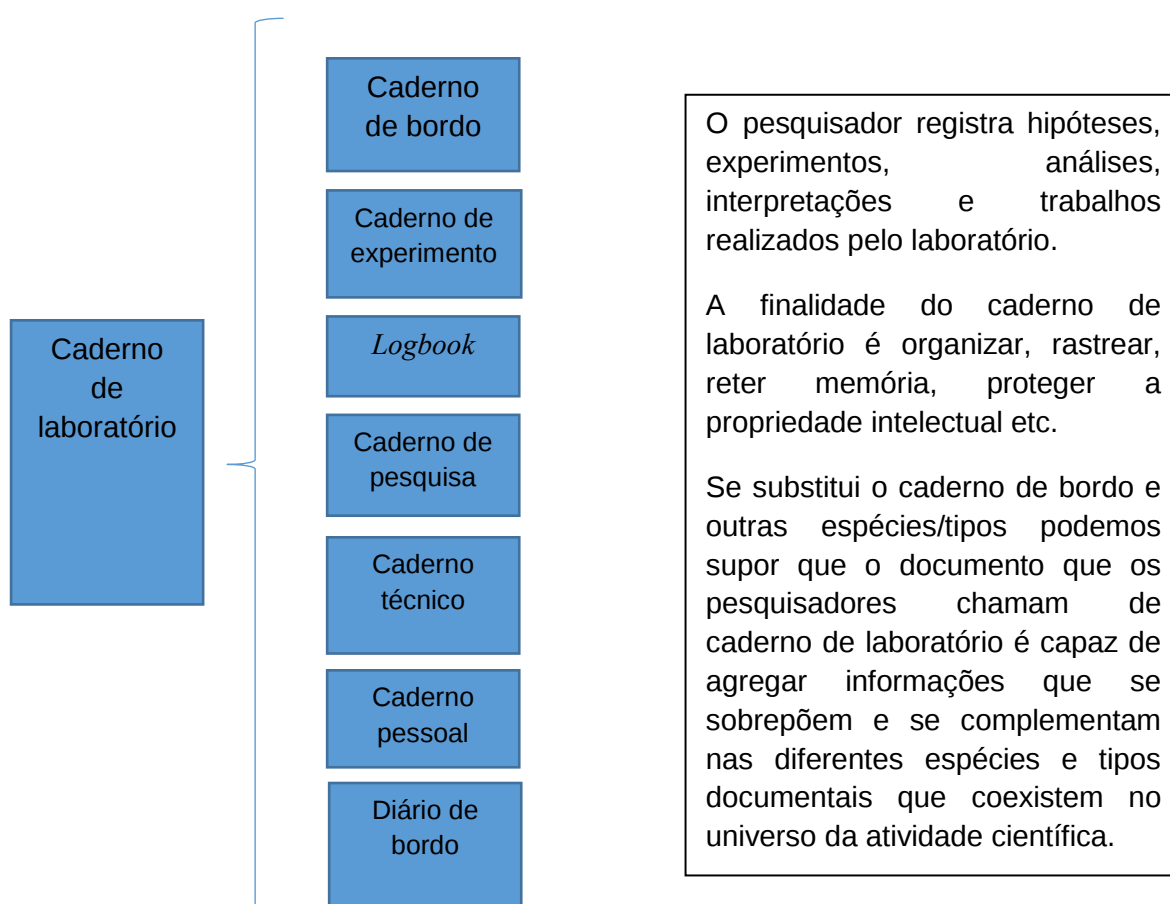 Caderno
de
laboratório
Caderno
de bordo
Caderno de
experimento
Logbook
Caderno de
pesquisa
Caderno
técnico
Caderno
pessoal
Diário de
bordo
O pesquisador registra hipóteses,
experimentos, análises,
interpretações e trabalhos
realizados pelo laboratório.
A finalidade do caderno de
laboratório é organizar, rastrear,
reter memória, proteger a
propriedade intelectual etc.
Se substitui o caderno de bordo e
outras espécies/tipos podemos
supor que o documento que os
pesquisadores chamam de
caderno de laboratório é capaz de
agregar informações que se
sobrepõem e se complementam
nas diferentes espécies e tipos
documentais que coexistem no
universo da atividade científica.